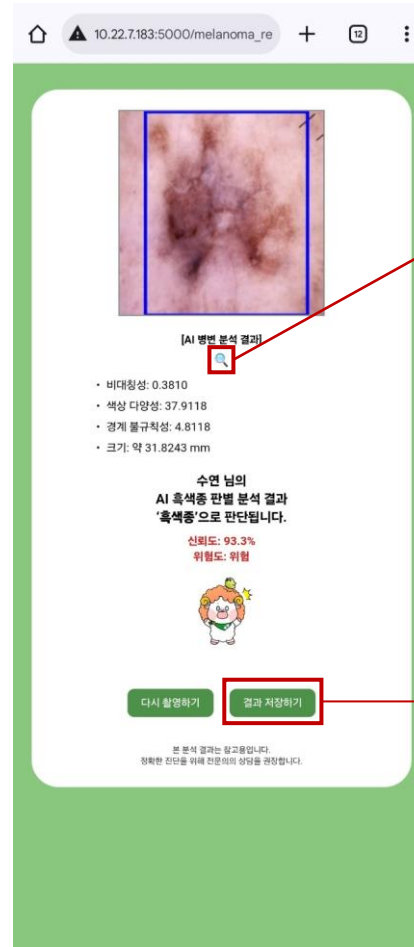 10.22.7.183:5000/melanoma_re
12
[AI 병변 분석 결과]
• 비대칭성: 0.3810
• 색상 다양성: 37.9118
• 경계 불규칙성: 4.8118
• 크기: 약 31.8243 mm
수연 님의
AI 흑색종 판별 분석 결과
‘흑색종’으로 판단됩니다.
신뢰도: 93.3%
위험도: 위험
다시 촬영하기
결과 저장하기
본 분석 결과는 참고용입니다.
정확한 진단을 위해 전문의의 상담을 권장합니다.